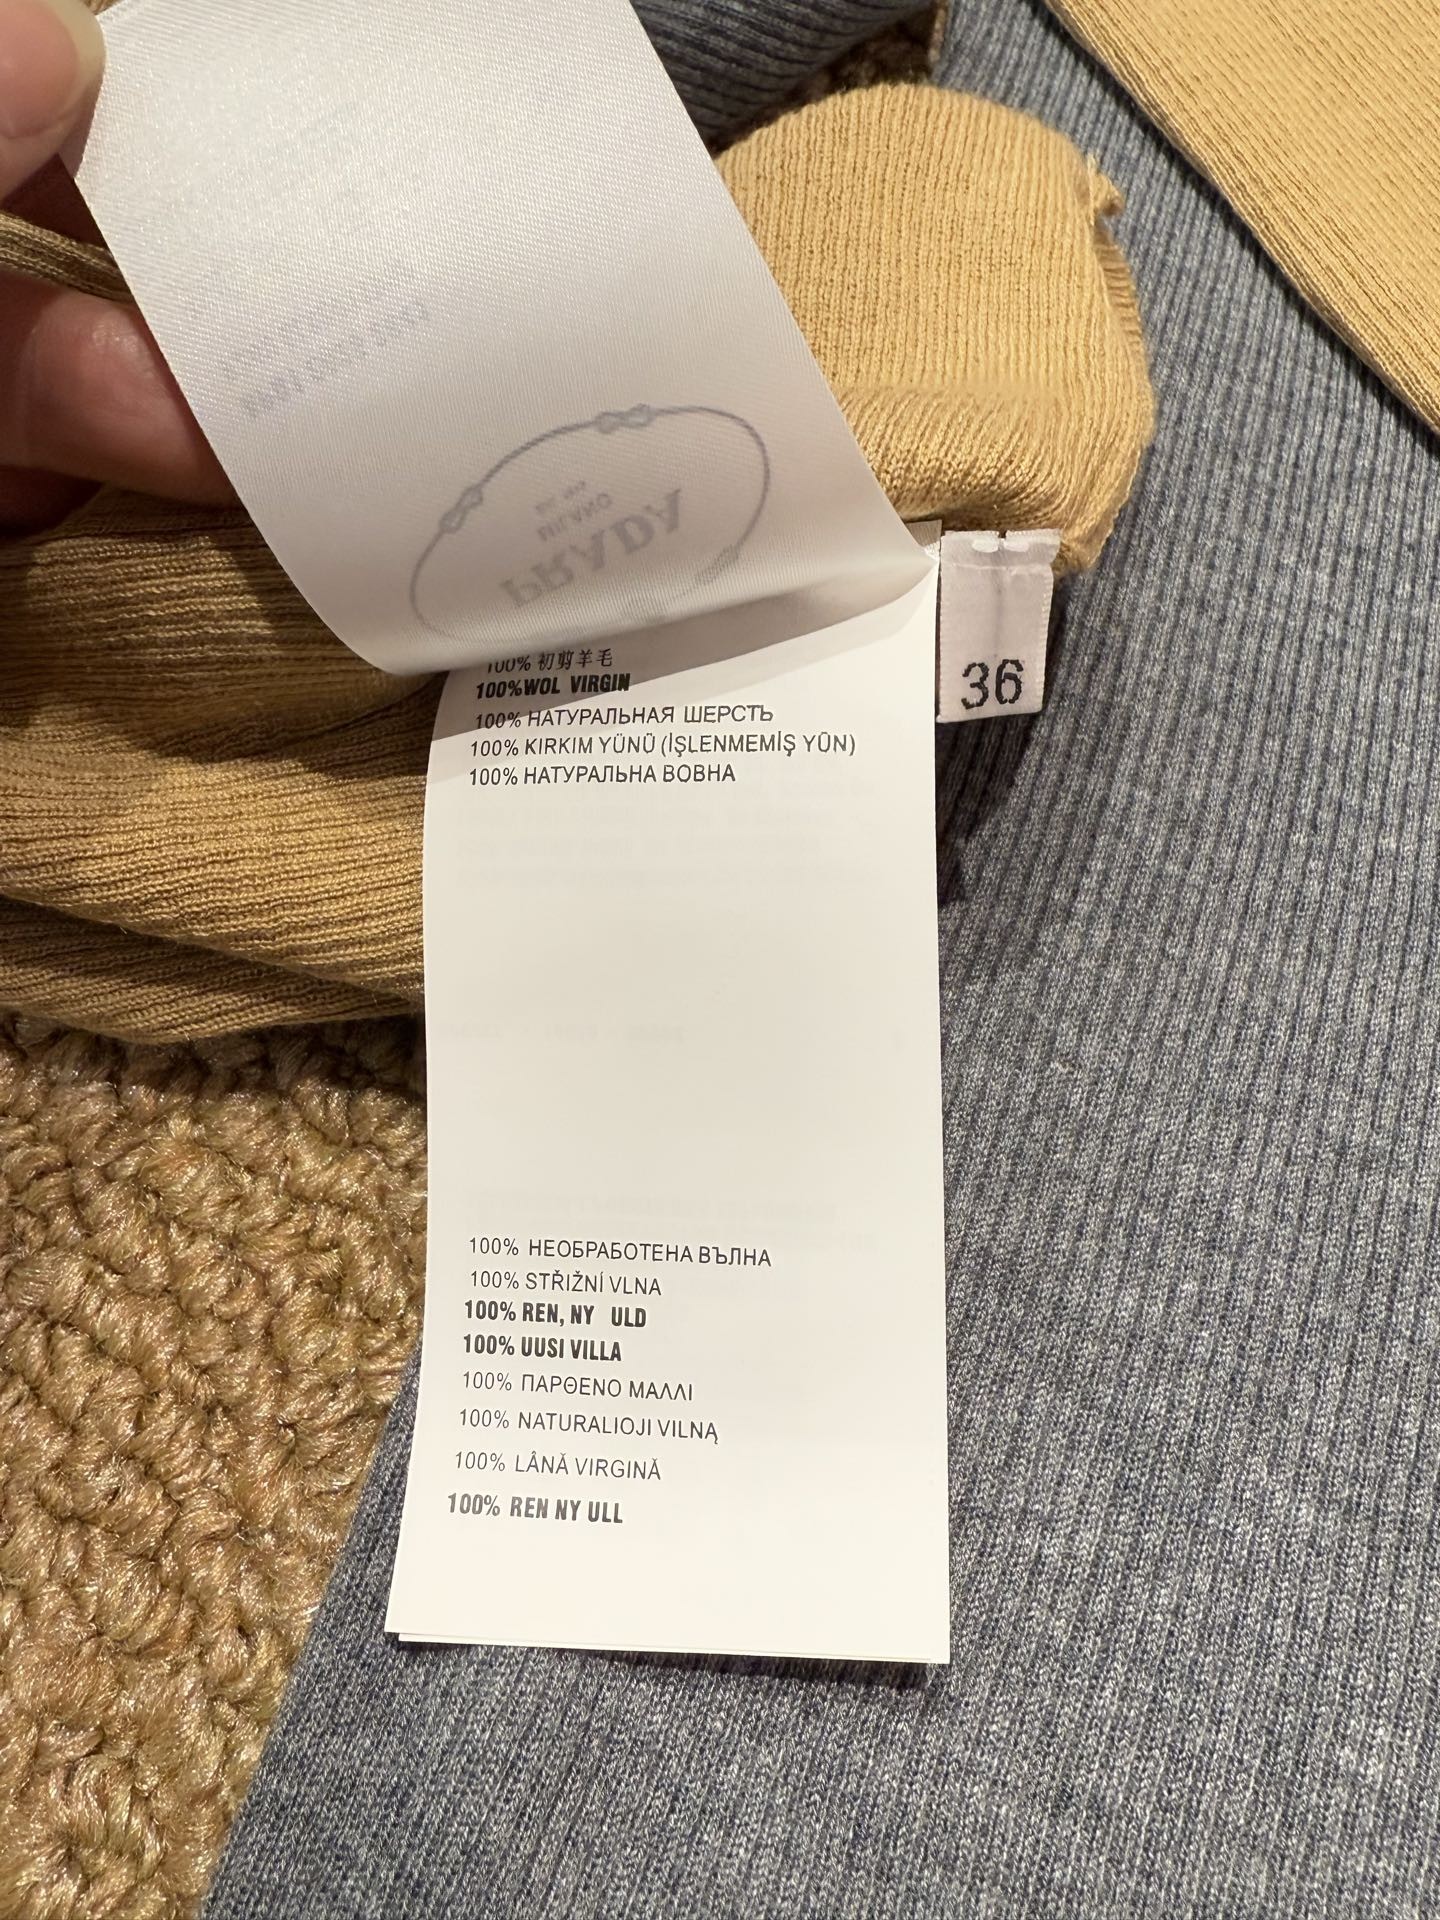 PRADA
MILANO
100% 初剪羊毛
100%WOL VIRGIN
100% НАТУРАЛЬНАЯ ШЕРСТЬ
100% KIRKIM YÜNÜ (İŞLENMEMİŞ YÜN)
100% НАТУРАЛЬНА ВОВНА
36
100% НЕОБРАБОТЕНА ВЪЛНА
100% STŘIŽNÍ VLNA
100% REN, NY ULD
100% UUSI VILLA
100% ΠΑΡΘΕΝΟ ΜΑΛΛΙ
100% NATURALIOJI VILNĄ
100% LÂNĂ VIRGINĂ
100% REN NY ULL